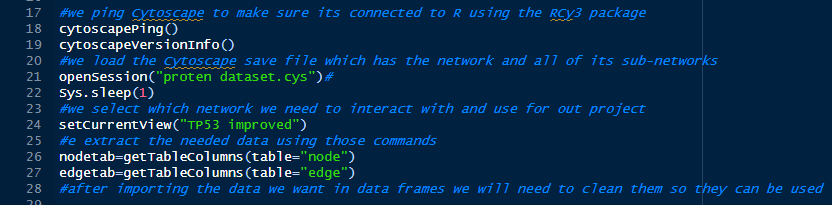 17 #we ping Cytoscape to make sure its connected to R using the RCy3 package
18 cytoscapePing()
19 cytoscapeVersionInfo()
20 #we load the Cytoscape save file which has the network and all of its sub-networks
21 openSession("proten dataset.cys")#
22 Sys.sleep(1)
23 #we select which network we need to interact with and use for out project
24 setCurrentView("TP53 improved")
25 #e extract the needed data using those commands
26 nodetab=getTableColumns(table="node")
27 edgetab=getTableColumns(table="edge")
28 #after importing the data we want in data frames we will need to clean them so they can be used